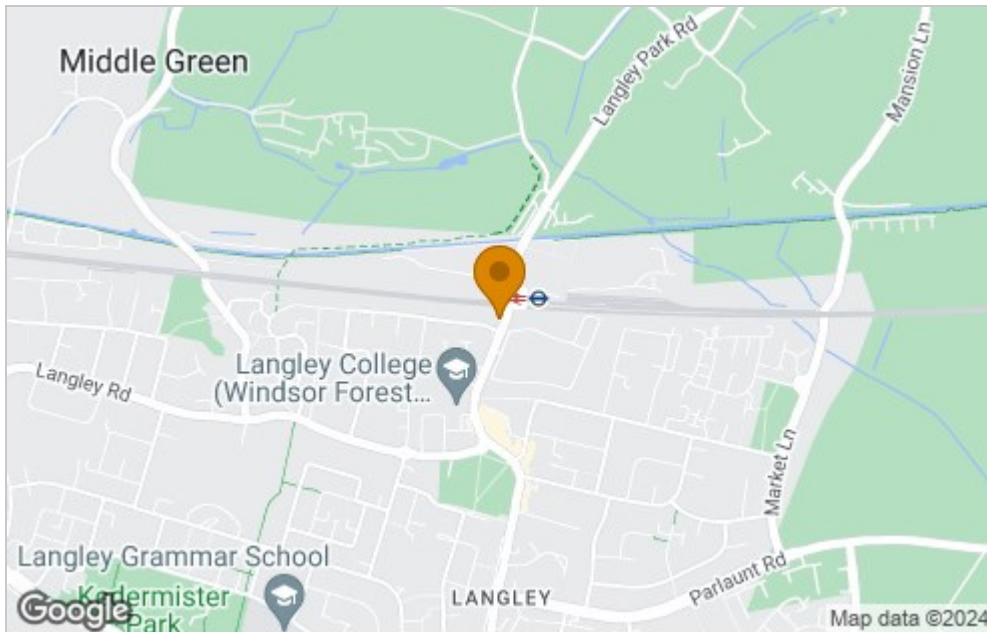 Middle Green
Langley Park Rd
Mansion Ln
Langley College
(Windsor Forest...
Langley Rd
Market Ln
Langley Grammar School
Kedermister
Park
LANGLEY
Parlaunt Rd
Google
Map data ©2024